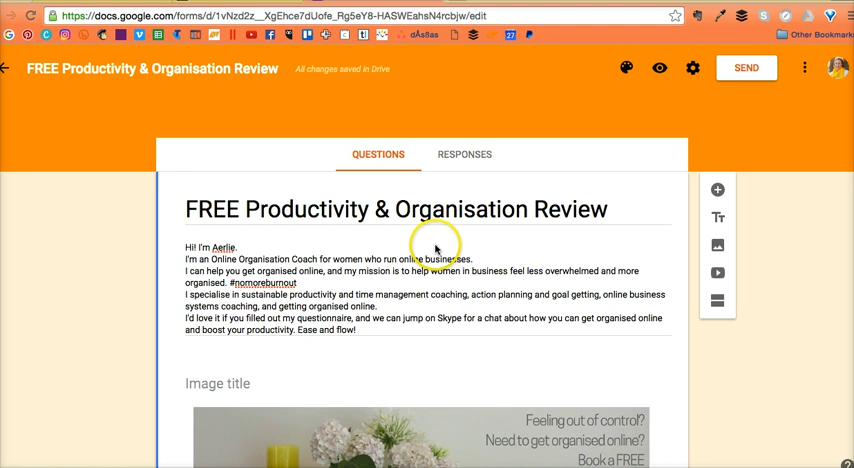 https://docs.google.com/forms/d/1vNzd2z__XgEhce7dUofe_Rg5eY8-HASWEahsN4rcbjw/edit
dÅs8as
27
Other Bookmark
FREE Productivity & Organisation Review
All changes saved in Drive
SEND
QUESTIONS
RESPONSES
FREE Productivity & Organisation Review
Hi! I'm Aerlie.
I'm an Online Organisation Coach for women who run online businesses.
I can help you get organised online, and my mission is to help women in business feel less overwhelmed and more
organised. #nomoreburnout
I specialise in sustainable productivity and time management coaching, action planning and goal getting, online business
systems coaching, and getting organised online.
I'd love it if you filled out my questionnaire, and we can jump on Skype for a chat about how you can get organised online
and boost your productivity. Ease and flow!
Image title
Feeling out of control?
Need to get organised online?
Book a FREE